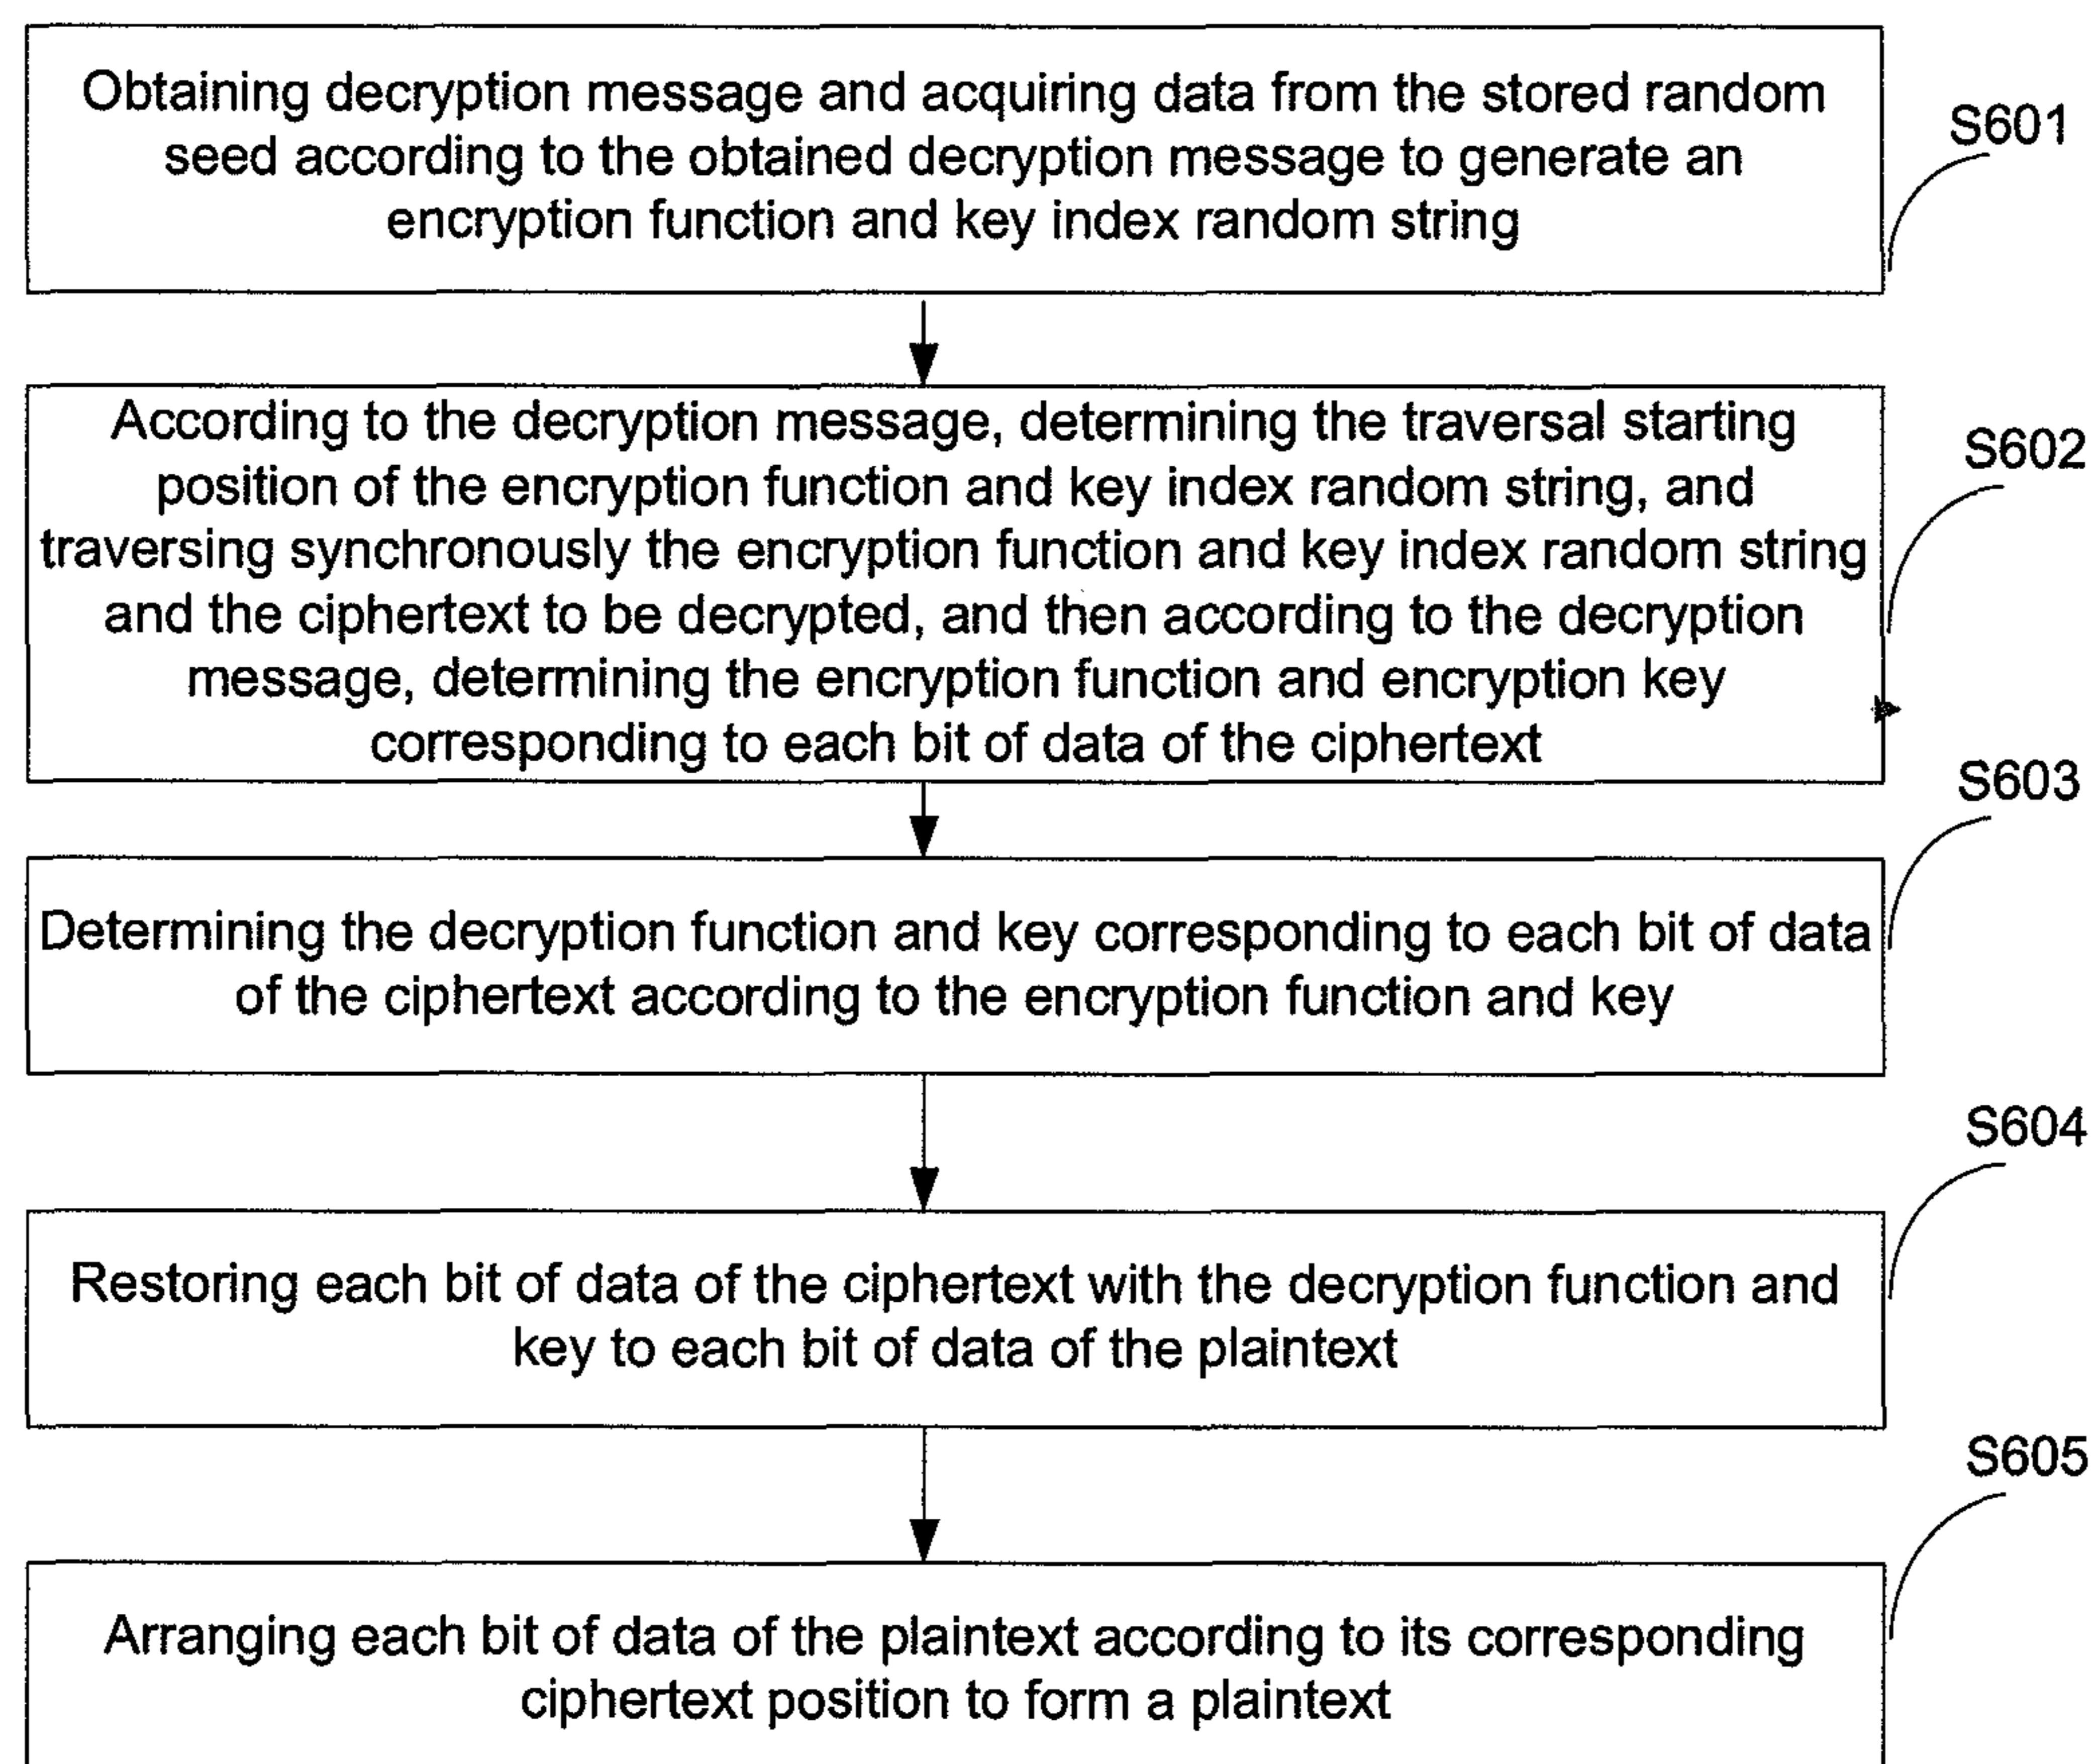 Obtaining decryption message and acquiring data from the stored random
seed according to the obtained decryption message to generate an
encryption function and key index random string
S601
According to the decryption message, determining the traversal starting
position of the encryption function and key index random string, and
traversing synchronously the encryption function and key index random string
and the ciphertext to be decrypted, and then according to the decryption
message, determining the encryption function and encryption key
corresponding to each bit of data of the ciphertext
S602
Determining the decryption function and key corresponding to each bit of data
of the ciphertext according to the encryption function and key
S603
Restoring each bit of data of the ciphertext with the decryption function and
key to each bit of data of the plaintext
S604
Arranging each bit of data of the plaintext according to its corresponding
ciphertext position to form a plaintext
S605